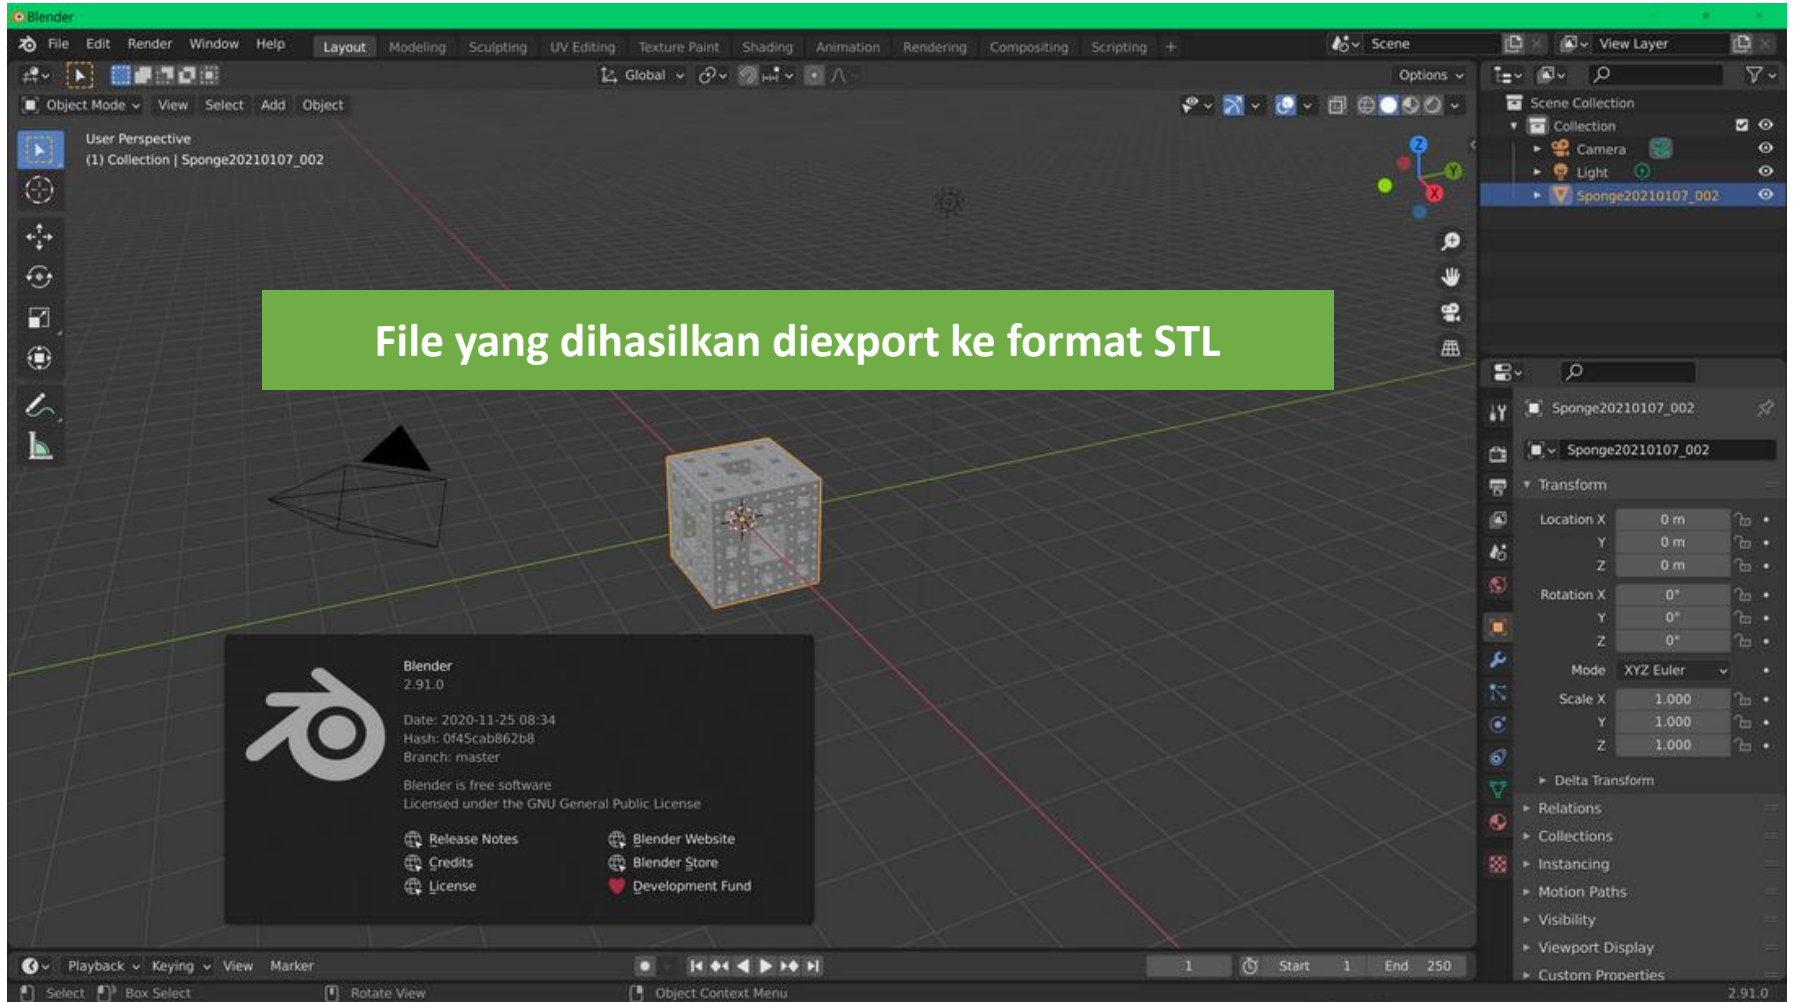 Blender
File Edit Render Window Help Layout Modeling Sculpting UV Editing Texture Paint Shading Animation Rendering Compositing Scripting + Scene View Layer
Global Options
Object Mode View Select Add Object
User Perspective
(1) Collection | Sponge20210107_002
Z
Y
X
Scene Collection
Collection
Camera
Light
Sponge20210107_002
File yang dihasilkan diexport ke format STL
Sponge20210107_002
Sponge20210107_002
Transform
Location X 0 m
Y 0 m
Z 0 m
Rotation X 0°
Y 0°
Z 0°
Mode XYZ Euler
Scale X 1.000
Y 1.000
Z 1.000
Delta Transform
Relations
Collections
Instancing
Motion Paths
Visibility
Viewport Display
Custom Properties
Blender
2.91.0
Date: 2020-11-25 08:34
Hash: 0f45cab862b8
Branch: master
Blender is free software
Licensed under the GNU General Public License
Release Notes Blender Website
Credits Blender Store
License Development Fund
Playback Keying View Marker 1 Start 1 End 250
Select Box Select Rotate View Object Context Menu 2.91.0